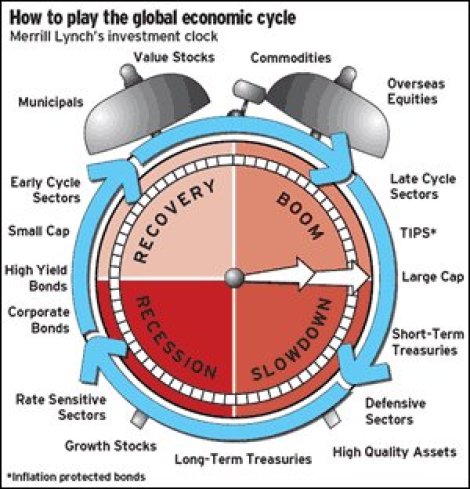 How to play the global economic cycle
Merrill Lynch's investment clock
Value Stocks
Commodities
Municipals
Overseas
Equities
Early Cycle
Sectors
Late Cycle
Sectors
RECOVERY
BOOM
Small Cap
TIPS*
High Yield
Bonds
Large Cap
Corporate
Bonds
RECESSION
SLOWDOWN
Short-Term
Treasuries
Rate Sensitive
Sectors
Defensive
Sectors
Growth Stocks
Long-Term Treasuries
High Quality Assets
*Inflation protected bonds